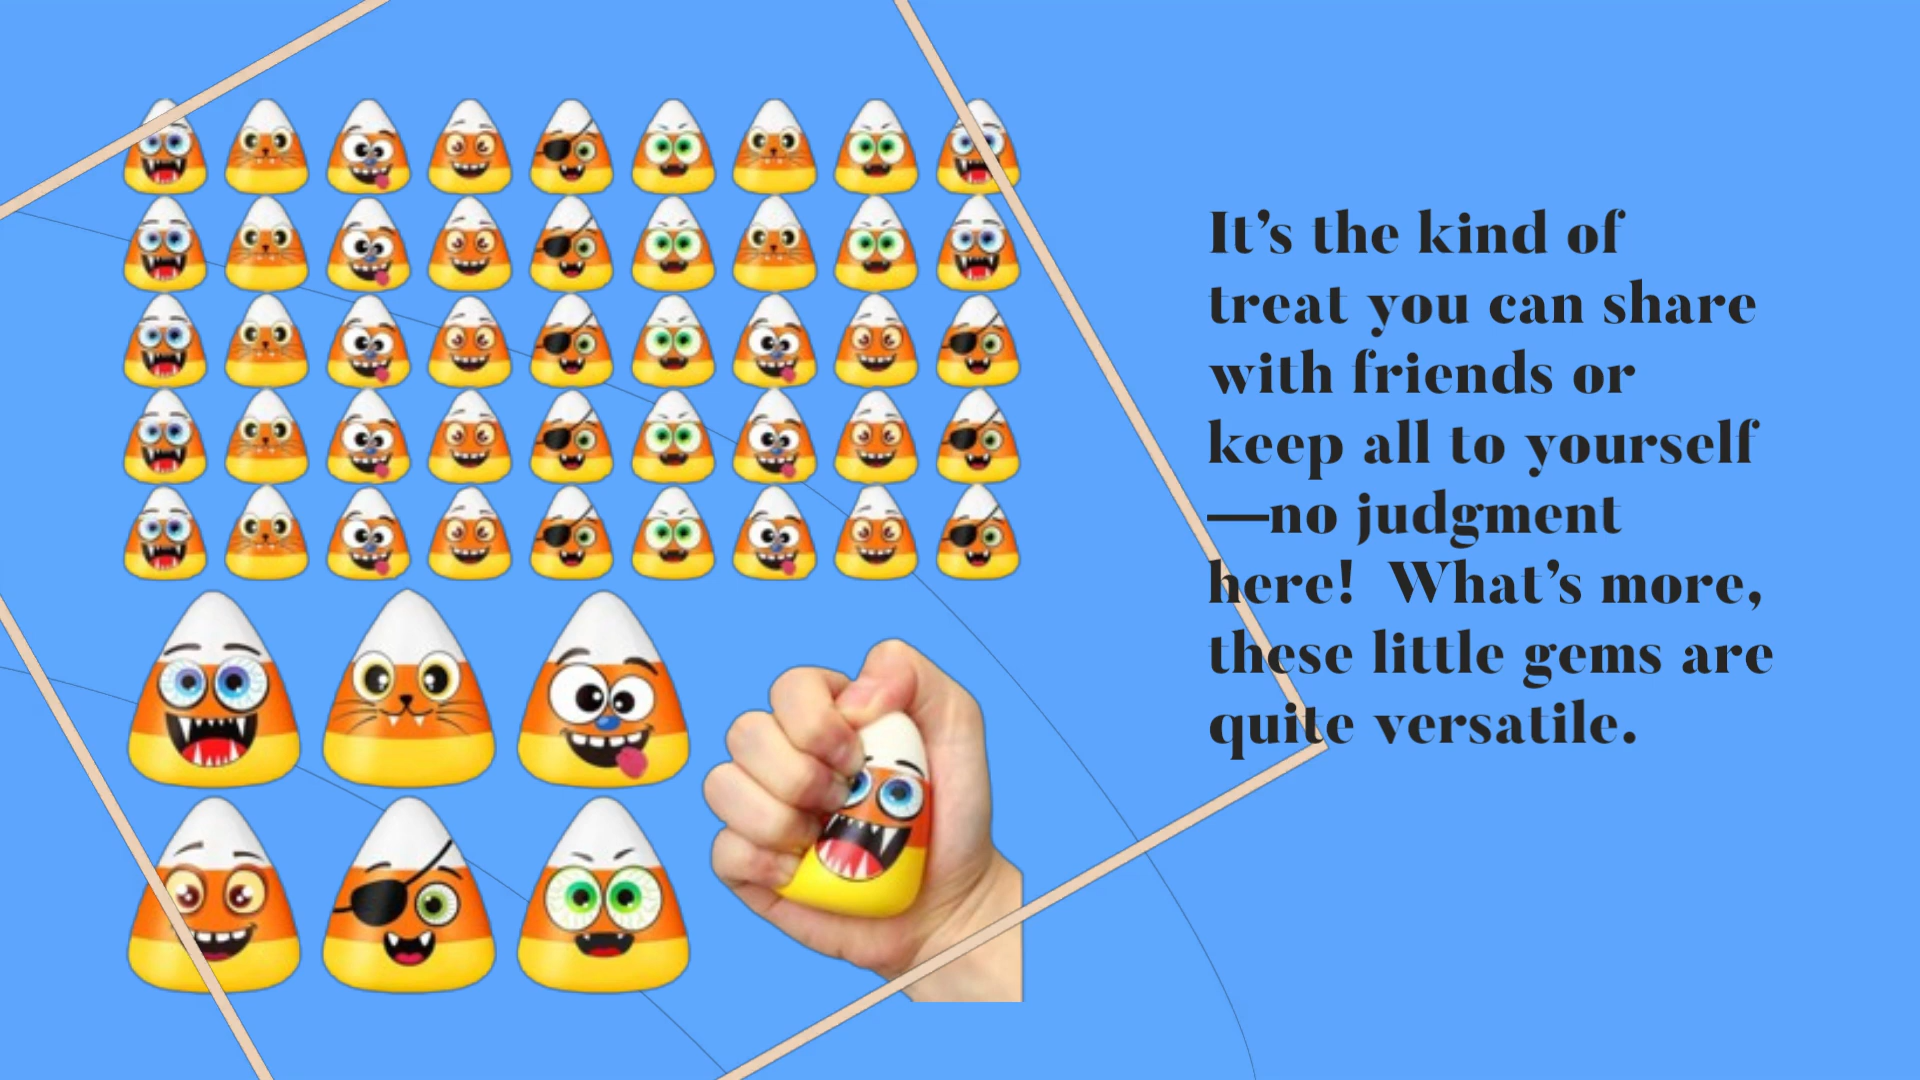 It’s the kind of
treat you can share
with friends or
keep all to yourself
—no judgment
here!  What’s more,
these little gems are
quite versatile.